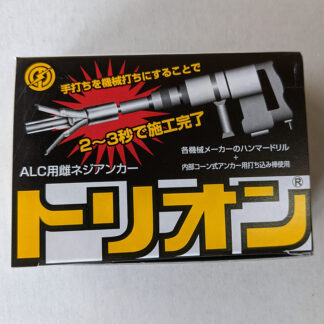 手打ちを機械打ちにすることで
2～3秒で施工完了
ALC用雌ネジアンカー
各機械メーカーのハンマードリル
+
内部コーン式アンカー用打ち込み棒使用
トリオン®